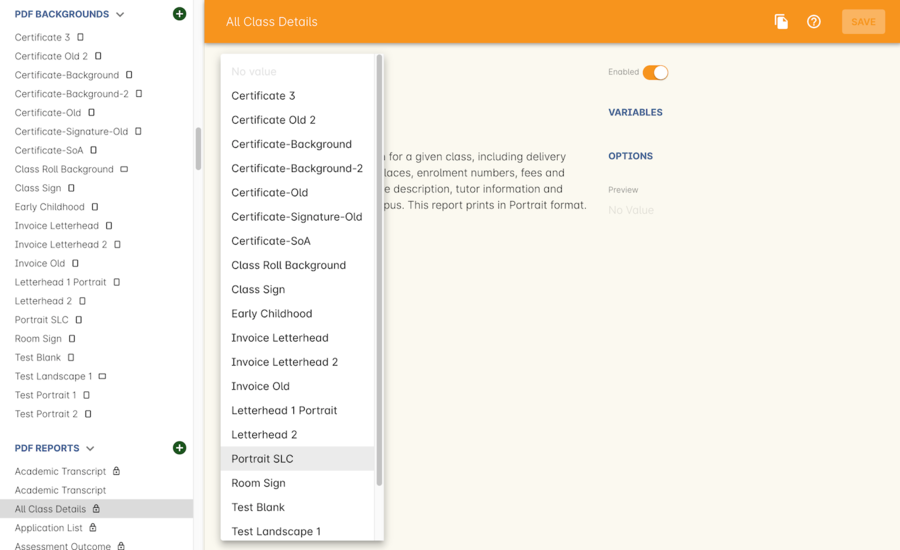 PDF BACKGROUNDS
Certificate 3
Certificate Old 2
Certificate-Background
Certificate-Background-2
Certificate-Old
Certificate-Signature-Old
Certificate-SoA
Class Roll Background
Class Sign
Early Childhood
Invoice Letterhead
Invoice Letterhead 2
Invoice Old
Letterhead 1 Portrait
Letterhead 2
Portrait SLC
Room Sign
Test Blank
Test Landscape 1
Test Portrait 1
Test Portrait 2
PDF REPORTS
Academic Transcript
Academic Transcript
All Class Details
Application List
Assessment Outcome
All Class Details
SAVE
No value
Certificate 3
Certificate Old 2
Certificate-Background
Certificate-Background-2
Certificate-Old
Certificate-Signature-Old
Certificate-SoA
Class Roll Background
Class Sign
Early Childhood
Invoice Letterhead
Invoice Letterhead 2
Invoice Old
Letterhead 1 Portrait
Letterhead 2
Portrait SLC
Room Sign
Test Blank
Test Landscape 1
for a given class, including delivery
laces, enrolment numbers, fees and
e description, tutor information and
pus. This report prints in Portrait format.
Enabled
VARIABLES
OPTIONS
Preview
No Value